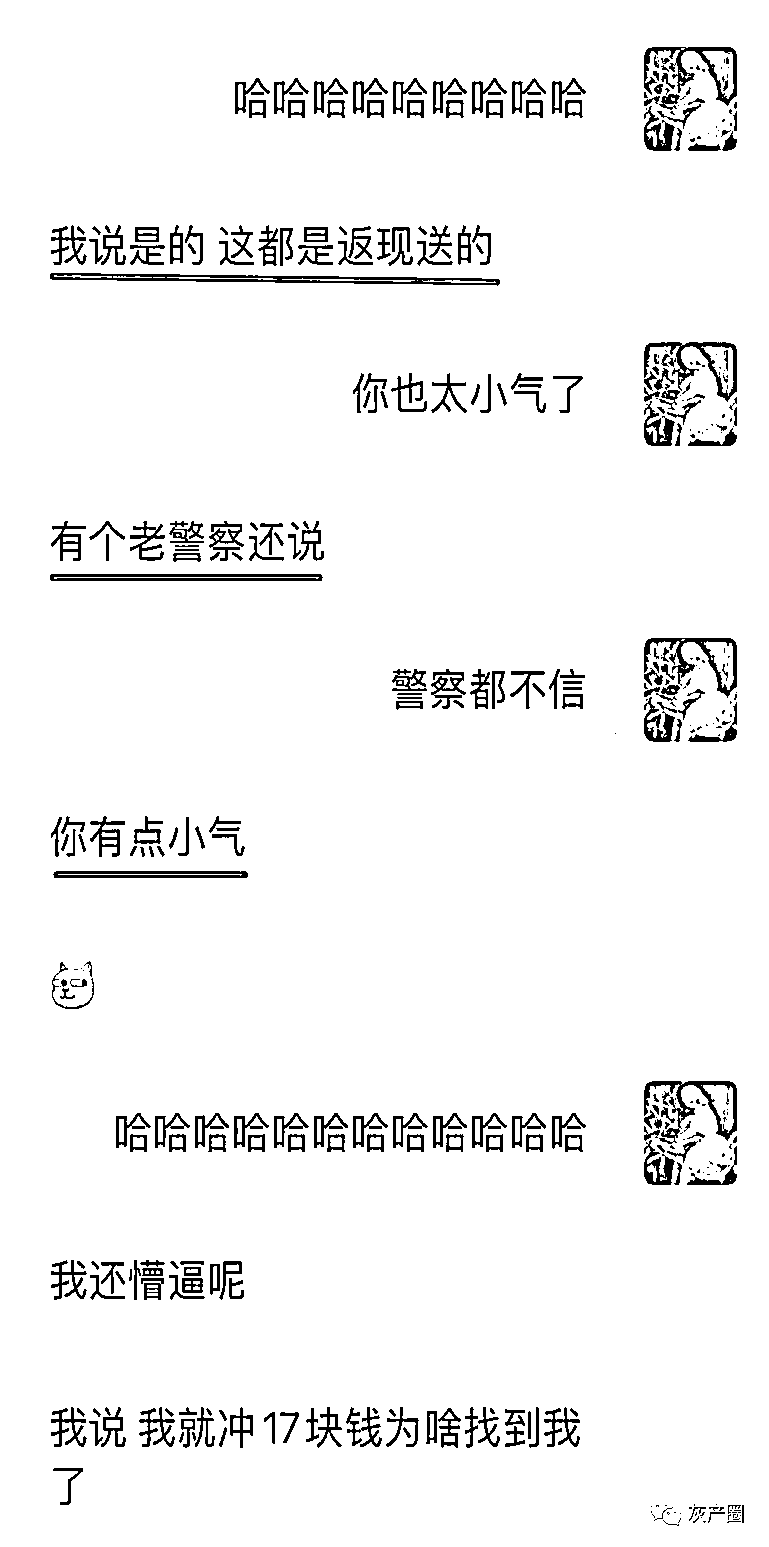 哈哈哈哈哈哈哈哈哈
我说是的 这都是返现送的
你也太小气了
有个老警察还说
警察都不信
你有点小气
哈哈哈哈哈哈哈哈哈哈哈哈
我还懵逼呢
我说 我就冲17块钱为啥找到我
了
灰产圈